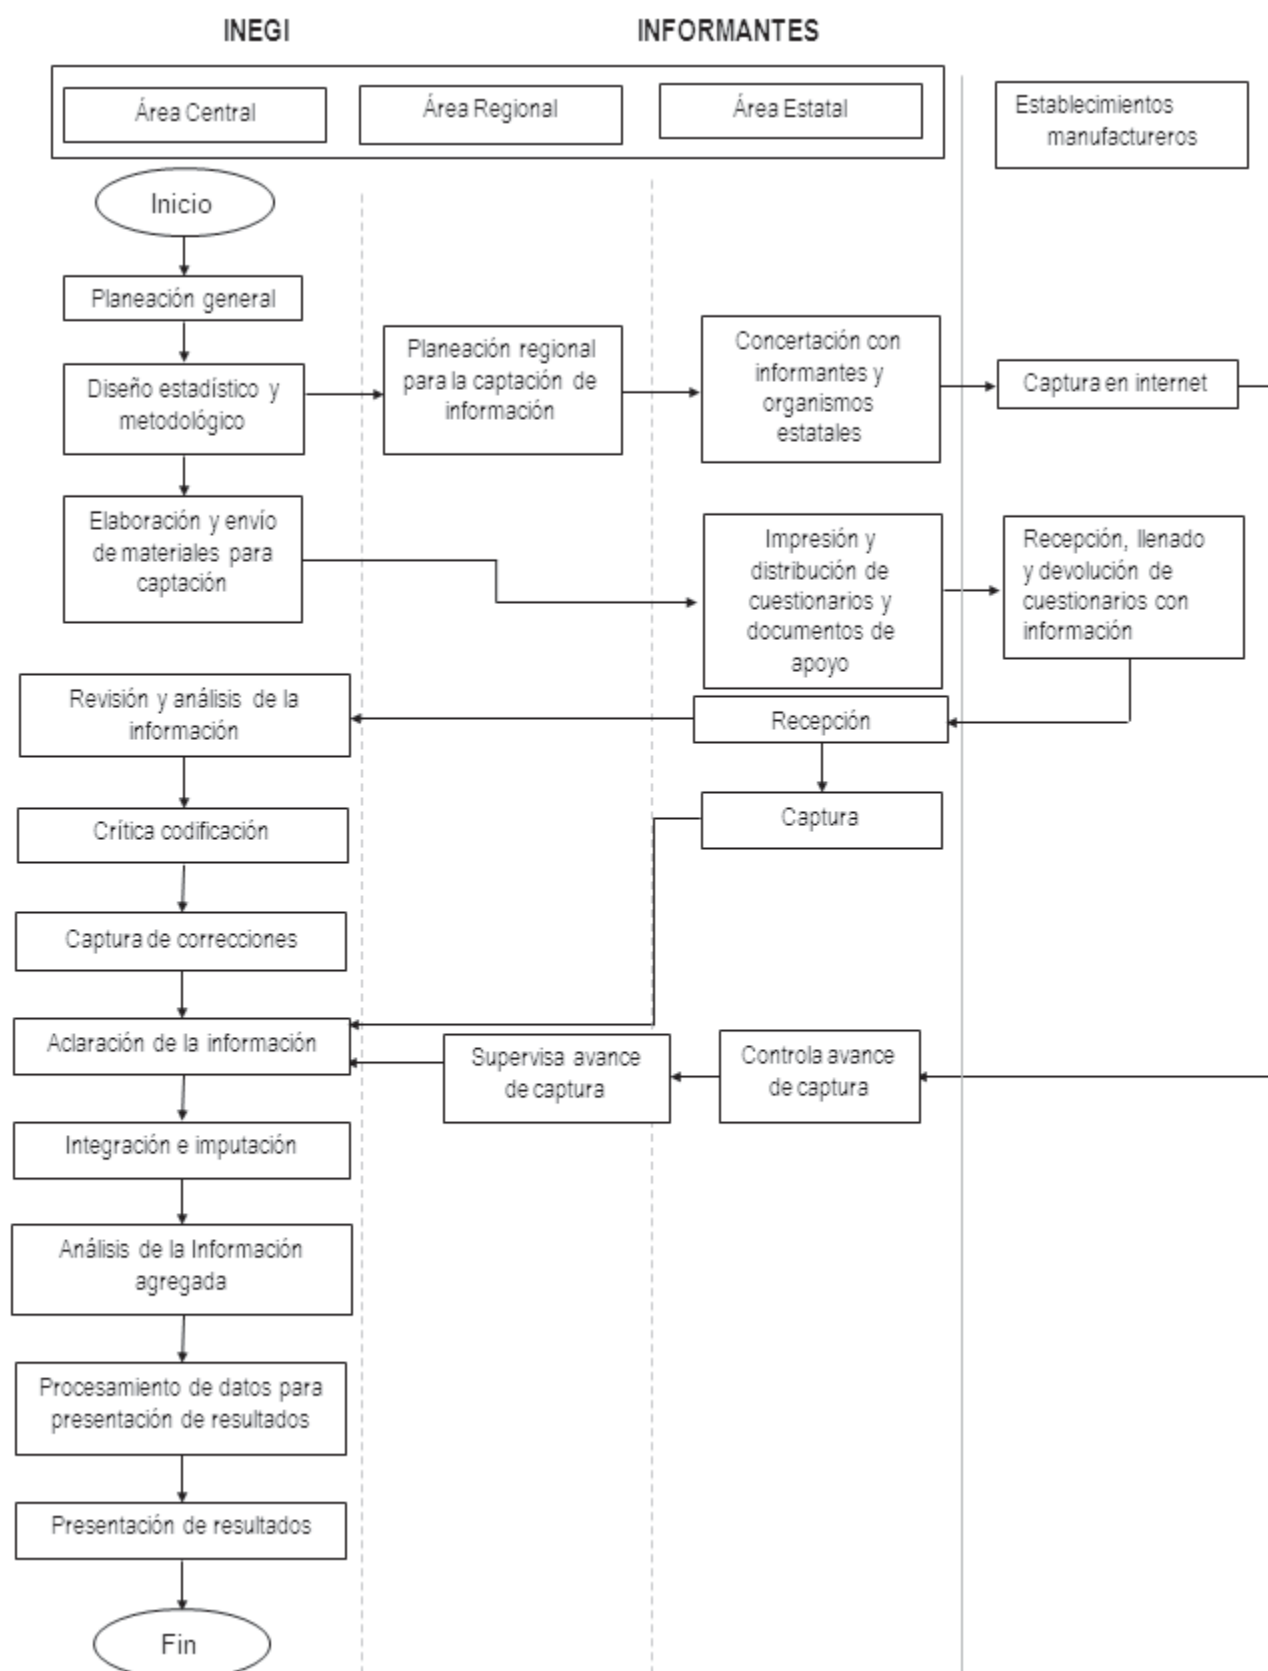 INEGI
INFORMANTES
Área Central
Área Regional
Área Estatal
Establecimientos
manufactureros
Inicio
Planeación general
Diseño estadístico y
metodológico
Planeación regional
para la captación de
información
Concertación con
informantes y
organismos
estatales
Captura en internet
Elaboración y envío
de materiales para
captación
Impresión y
distribución de
cuestionarios y
documentos de
apoyo
Recepción, llenado
y devolución de
cuestionarios con
información
Revisión y análisis de la
información
Recepción
Crítica codificación
Captura
Captura de correcciones
Aclaración de la información
Supervisa avance
de captura
Controla avance
de captura
Integración e imputación
Análisis de la Información
agregada
Procesamiento de datos para
presentación de resultados
Presentación de resultados
Fin